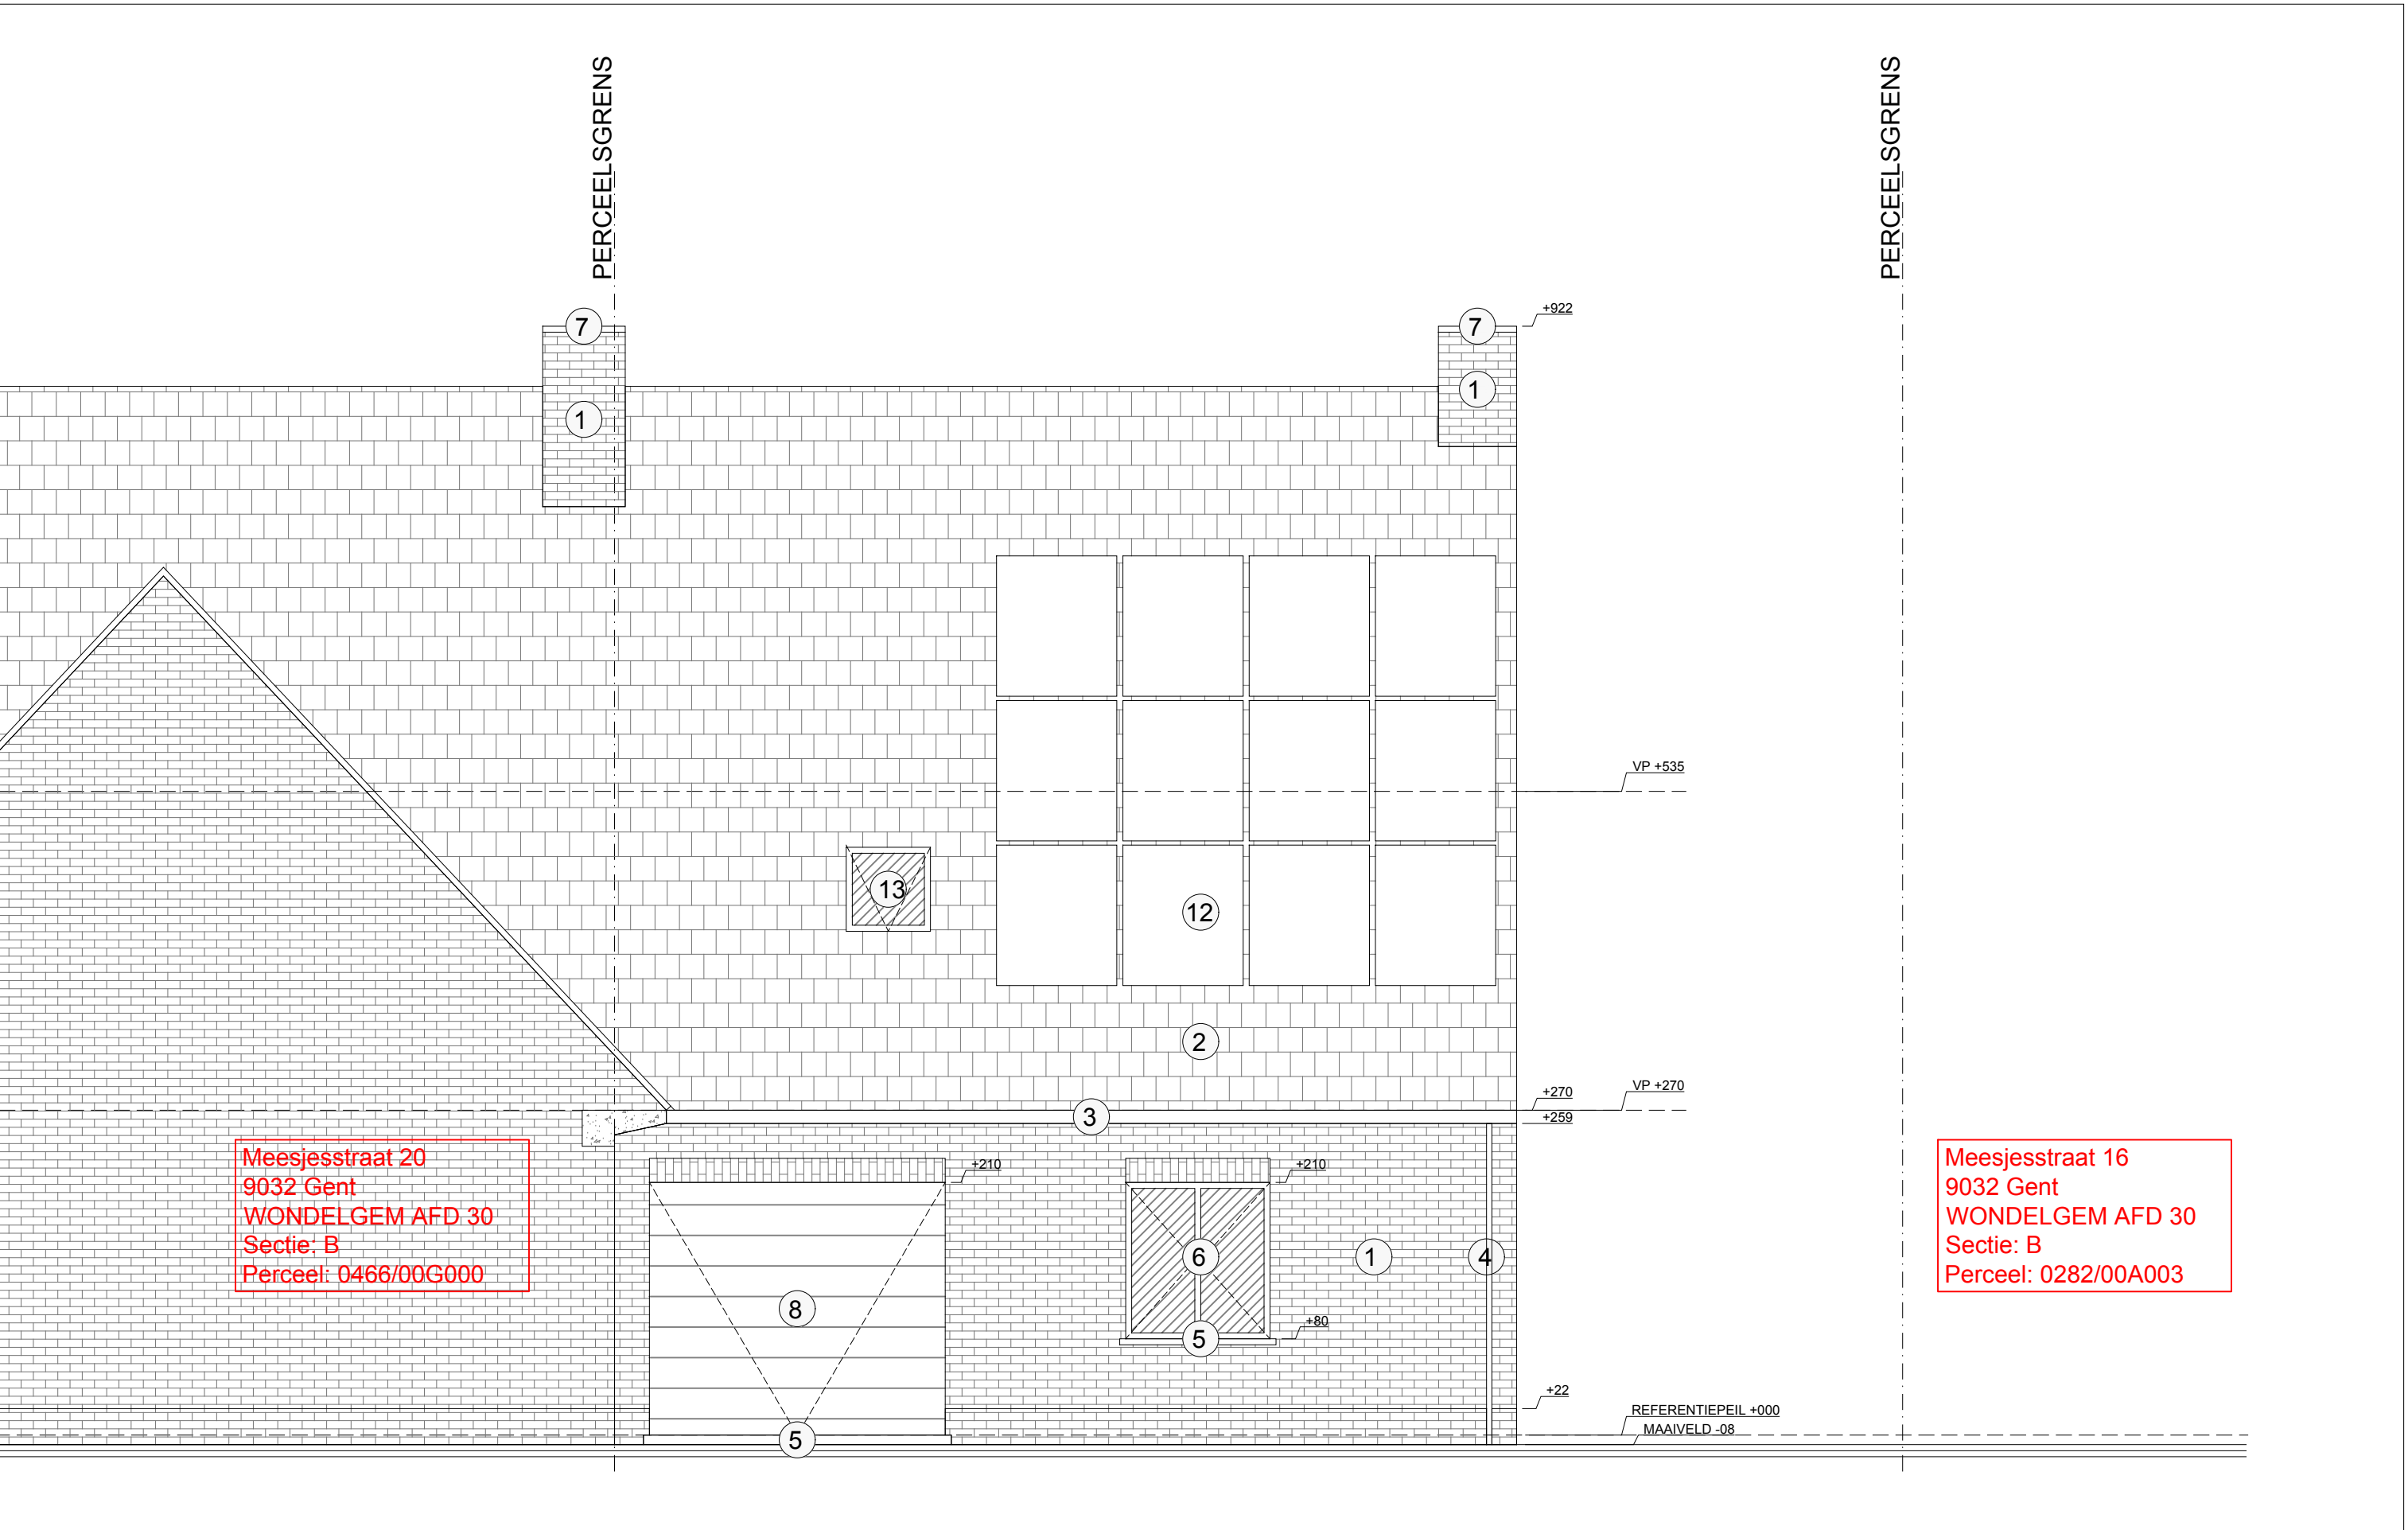 PERCEELSGRENS
PERCEELSGRENS
+922
7
7
1
1
VP +535
13
12
2
+270
VP +270
3
+259
Meesjesstraat 20
9032 Gent
WONDELGEM AFD 30
Sectie: B
Perceel: 0466/00G000
+210
+210
Meesjesstraat 16
9032 Gent
WONDELGEM AFD 30
Sectie: B
Perceel: 0282/00A003
6
1
4
8
+80
5
+22
REFERENTIEPEIL +000
MAAIVELD -08
5